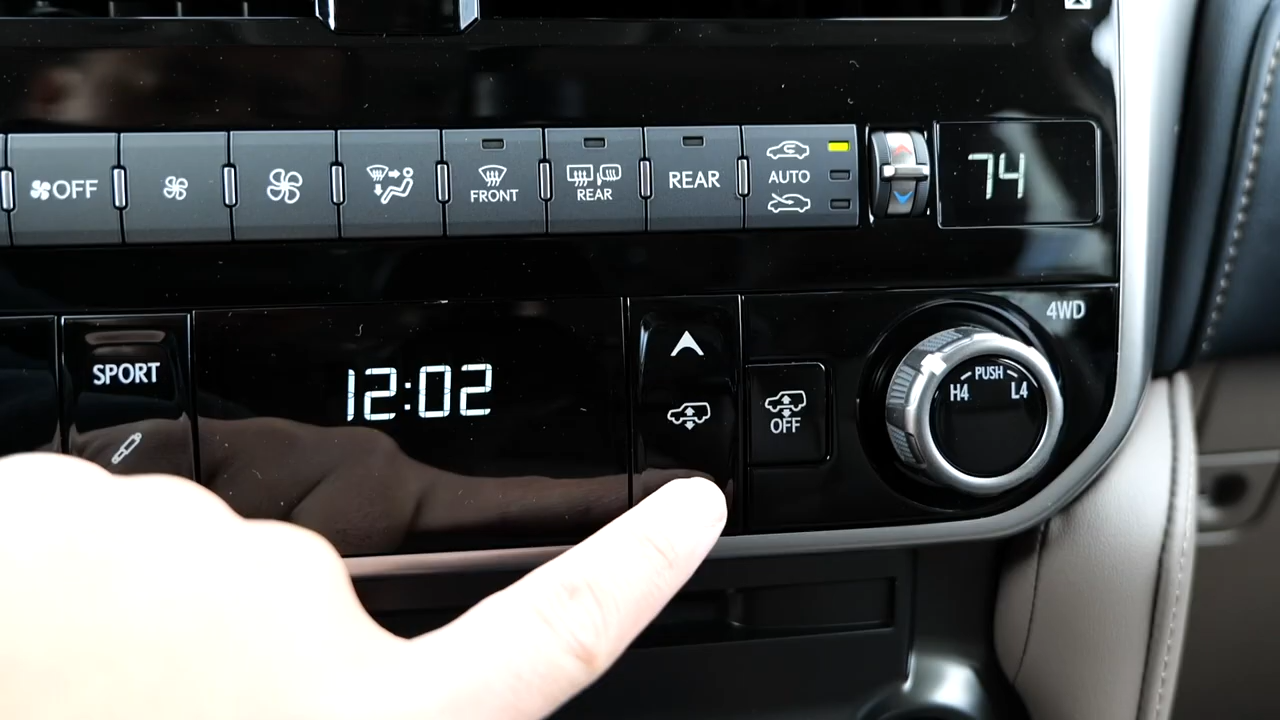 OFF
FRONT
REAR
REAR
AUTO
74
SPORT
12:02
OFF
4WD
PUSH
H4
L4